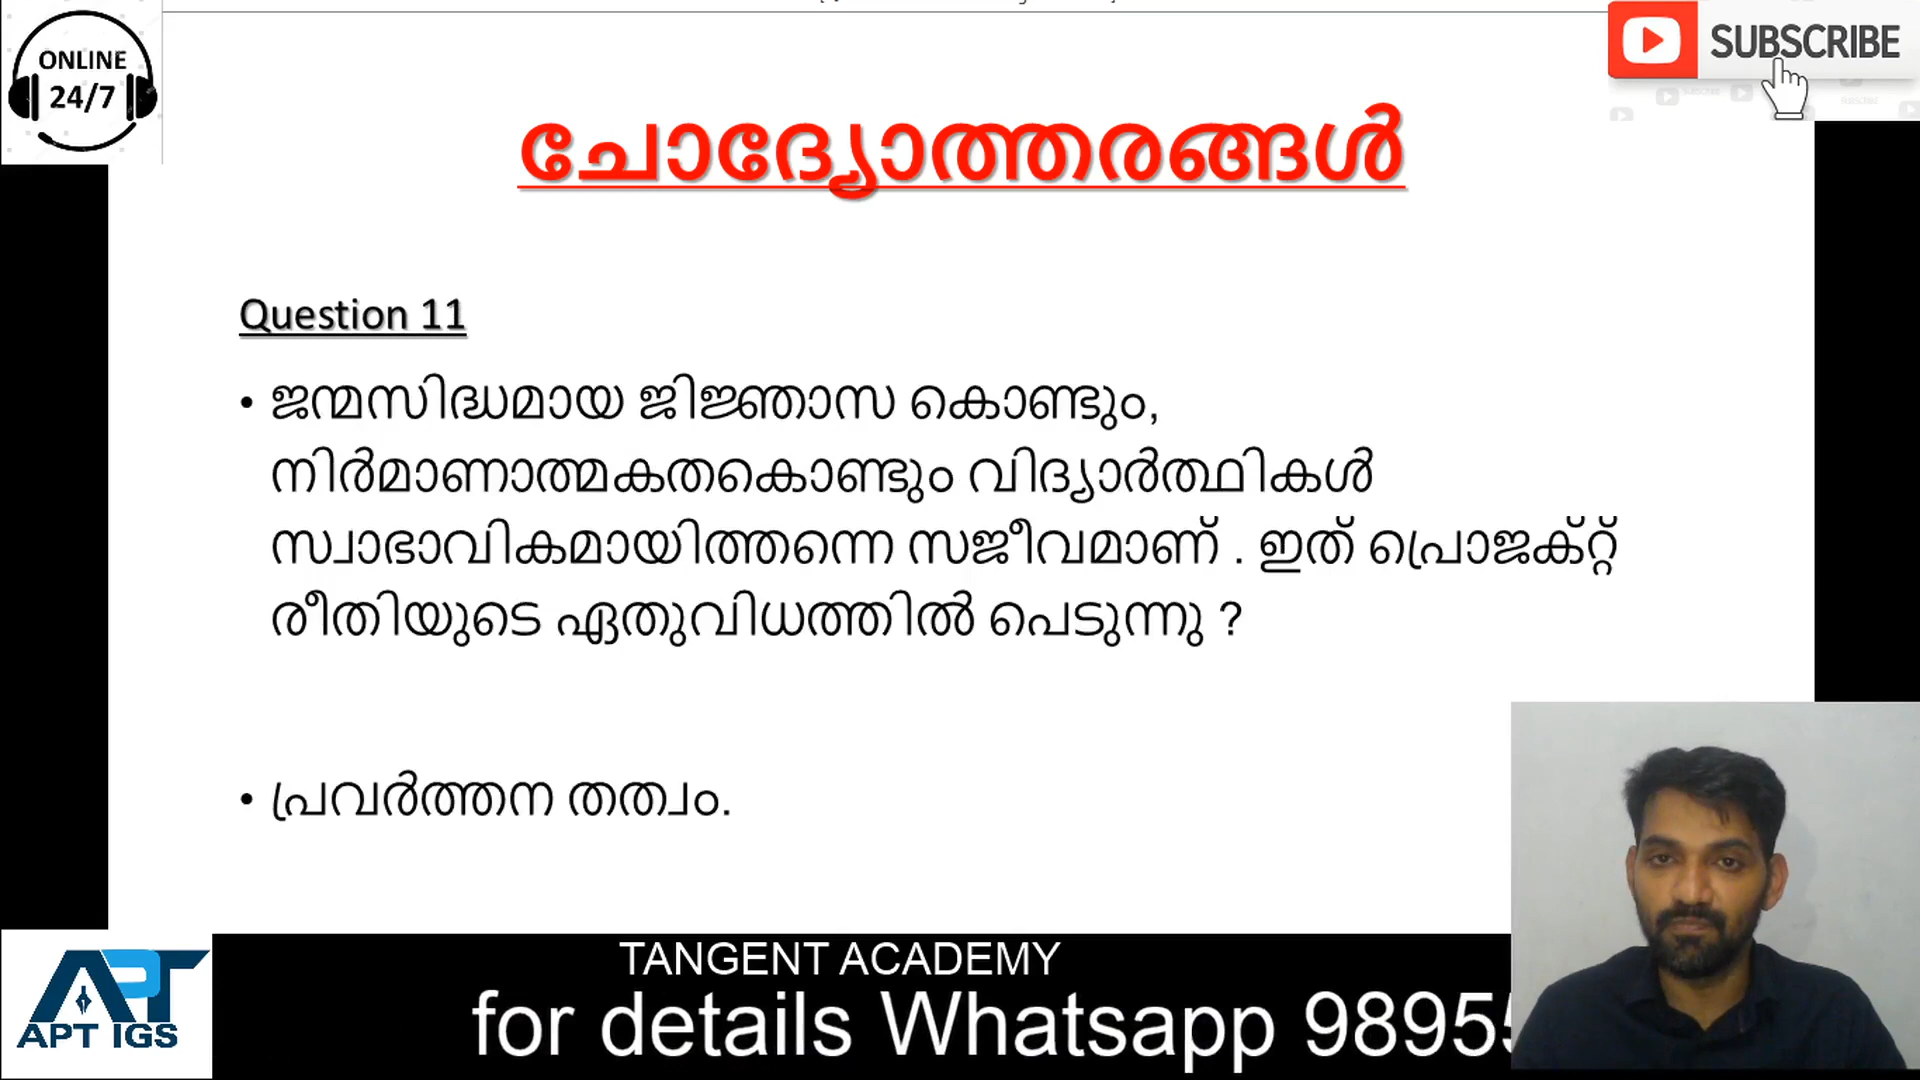 ONLINE
24/7
SUBSCRIBE
ചോദ്യോത്തരങ്ങൾ
Question 11
• ജന്മസിദ്ധമായ ജിജ്ഞാസ കൊണ്ടും,
നിർമാണാത്മകതകൊണ്ടും വിദ്യാർത്ഥികൾ
സ്വാഭാവികമായിത്തന്നെ സജീവമാണ് . ഇത് പ്രൊജക്റ്റ്
രീതിയുടെ ഏതുവിധത്തിൽ പെടുന്നു ?
• പ്രവർത്തന തത്വം.
APT
APT IGS
TANGENT ACADEMY
for details Whatsapp 9895